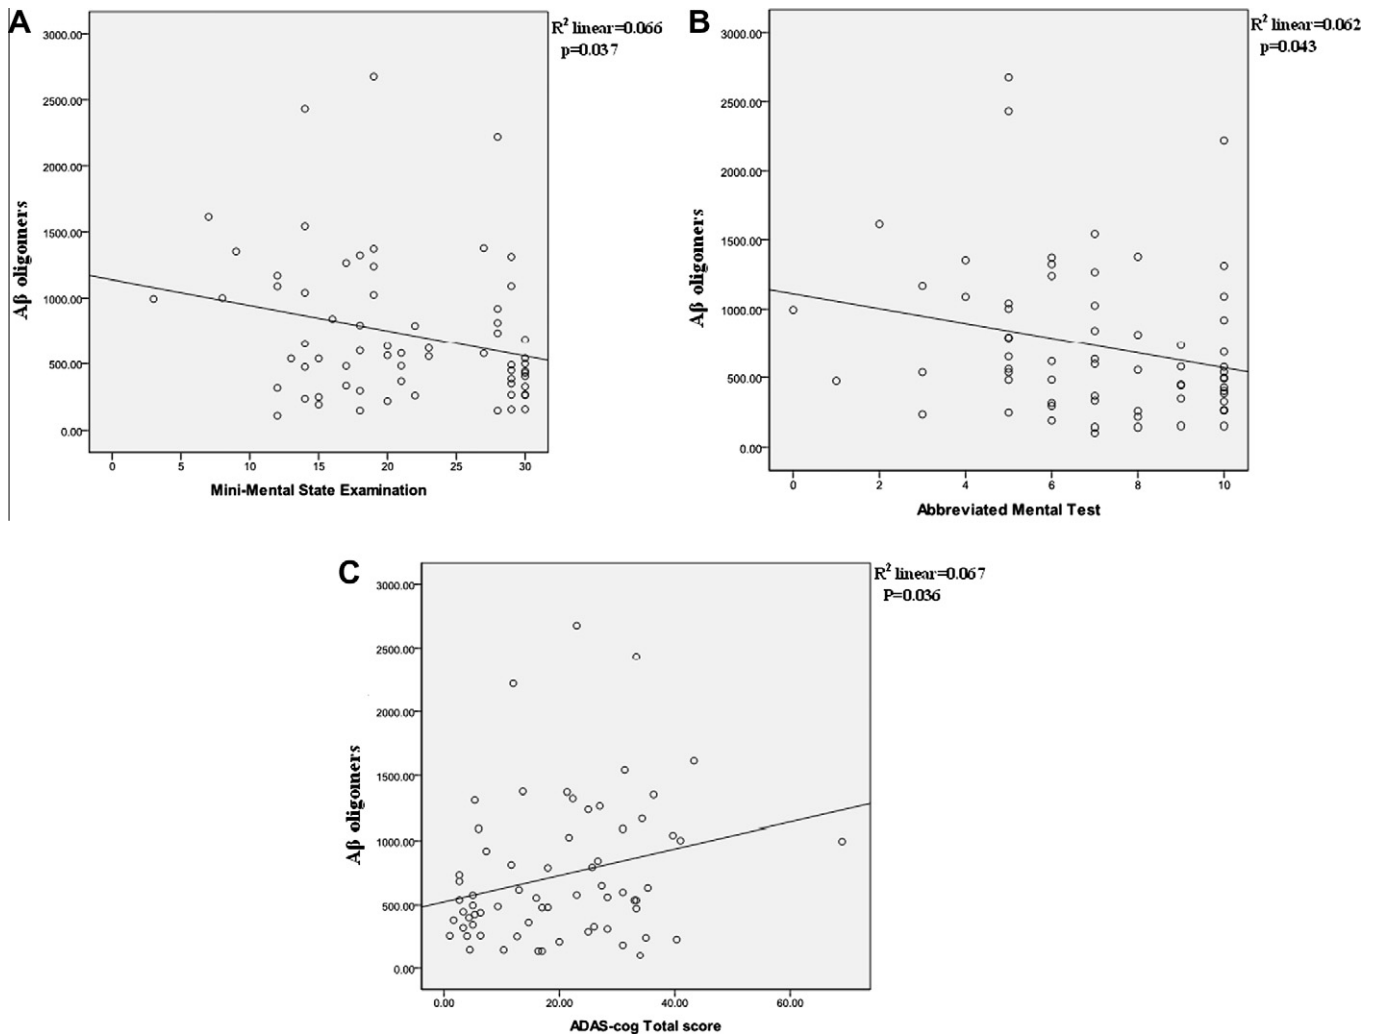 A
R² linear=0.066
p=0.037
3000.00
2500.00
2000.00
1500.00
1000.00
500.00
0.00
Aβ oligomers
0 5 10 15 20 25 30
Mini-Mental State Examination
B
R² linear=0.062
p=0.043
3000.00
2500.00
2000.00
1500.00
1000.00
500.00
0.00
Aβ oligomers
0 2 4 6 8 10
Abbreviated Mental Test
C
R² linear=0.067
P=0.036
3000.00
2500.00
2000.00
1500.00
1000.00
500.00
0.00
Aβ oligomers
0.00 20.00 40.00 60.00
ADAS-cog Total score